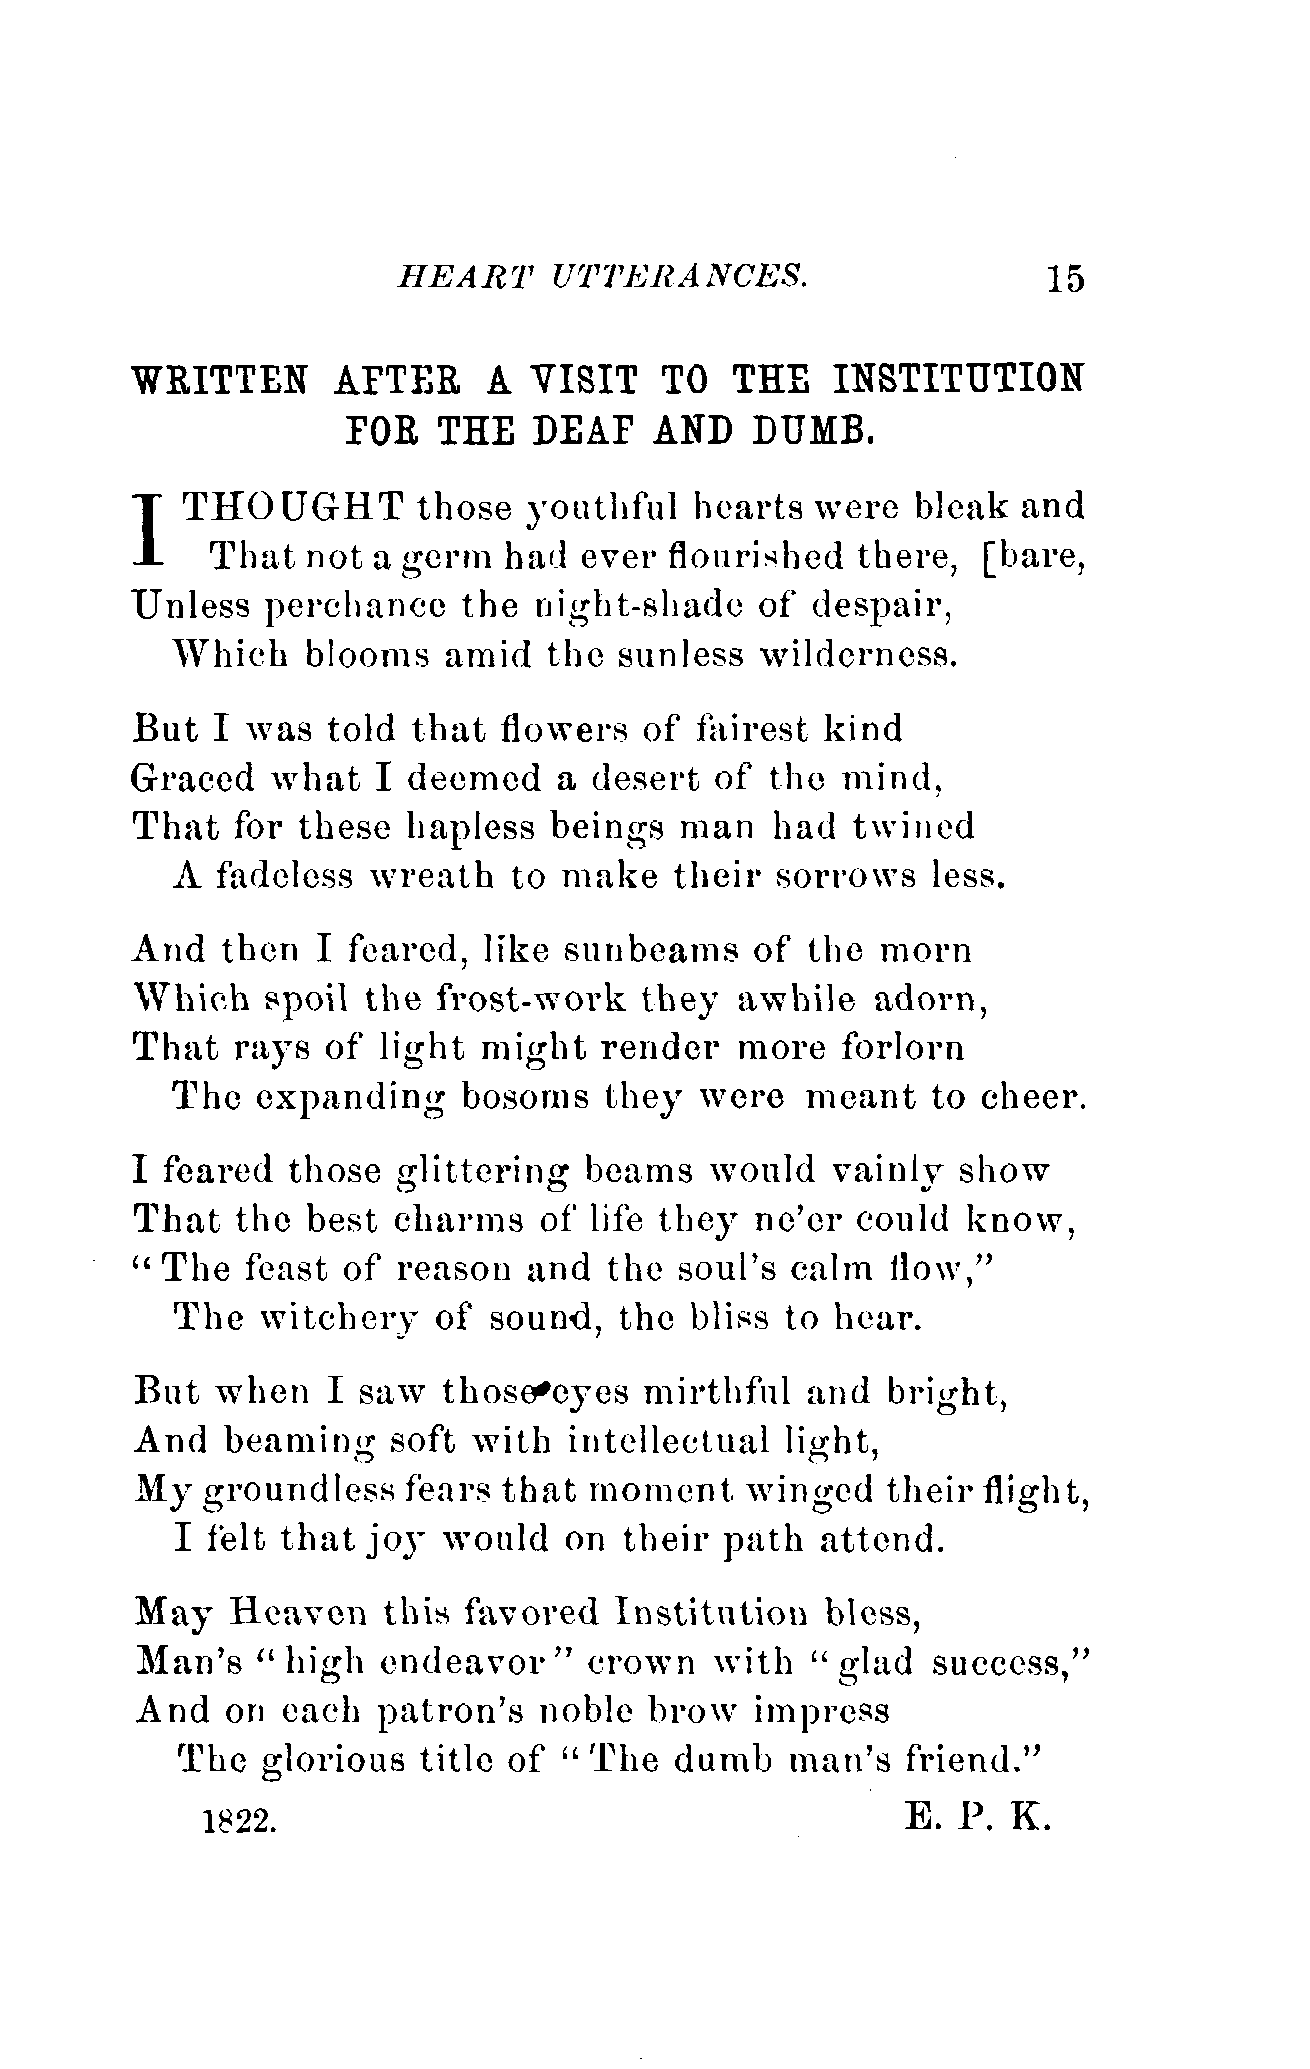 HEART UTTERANCES. 15
WRITTEN AFTER A VISIT TO THE INSTITUTION
FOR THE DEAF AND DUMB.
I THOUGHT those youthful hearts were bleak and
That not a germ had ever flourished there, [bare,
Unless perchance the night-shade of despair,
Which blooms amid the sunless wilderness.
But I was told that flowers of fairest kind
Graced what I deemed a desert of the mind,
That for these hapless beings man had twined
A fadeless wreath to make their sorrows less.
And then I feared, like sunbeams of the morn
Which spoil the frost-work they awhile adorn,
That rays of light might render more forlorn
The expanding bosoms they were meant to cheer.
I feared those glittering beams would vainly show
That the best charms of life they ne'er could know,
"The feast of reason and the soul's calm flow,"
The witchery of sound, the bliss to hear.
But when I saw those eyes mirthful and bright,
And beaming soft with intellectual light,
My groundless fears that moment winged their flight,
I felt that joy would on their path attend.
May Heaven this favored Institution bless,
Man's "high endeavor" crown with "glad success,"
And on each patron's noble brow impress
The glorious title of "The dumb man's friend."
1822. E. P. K.